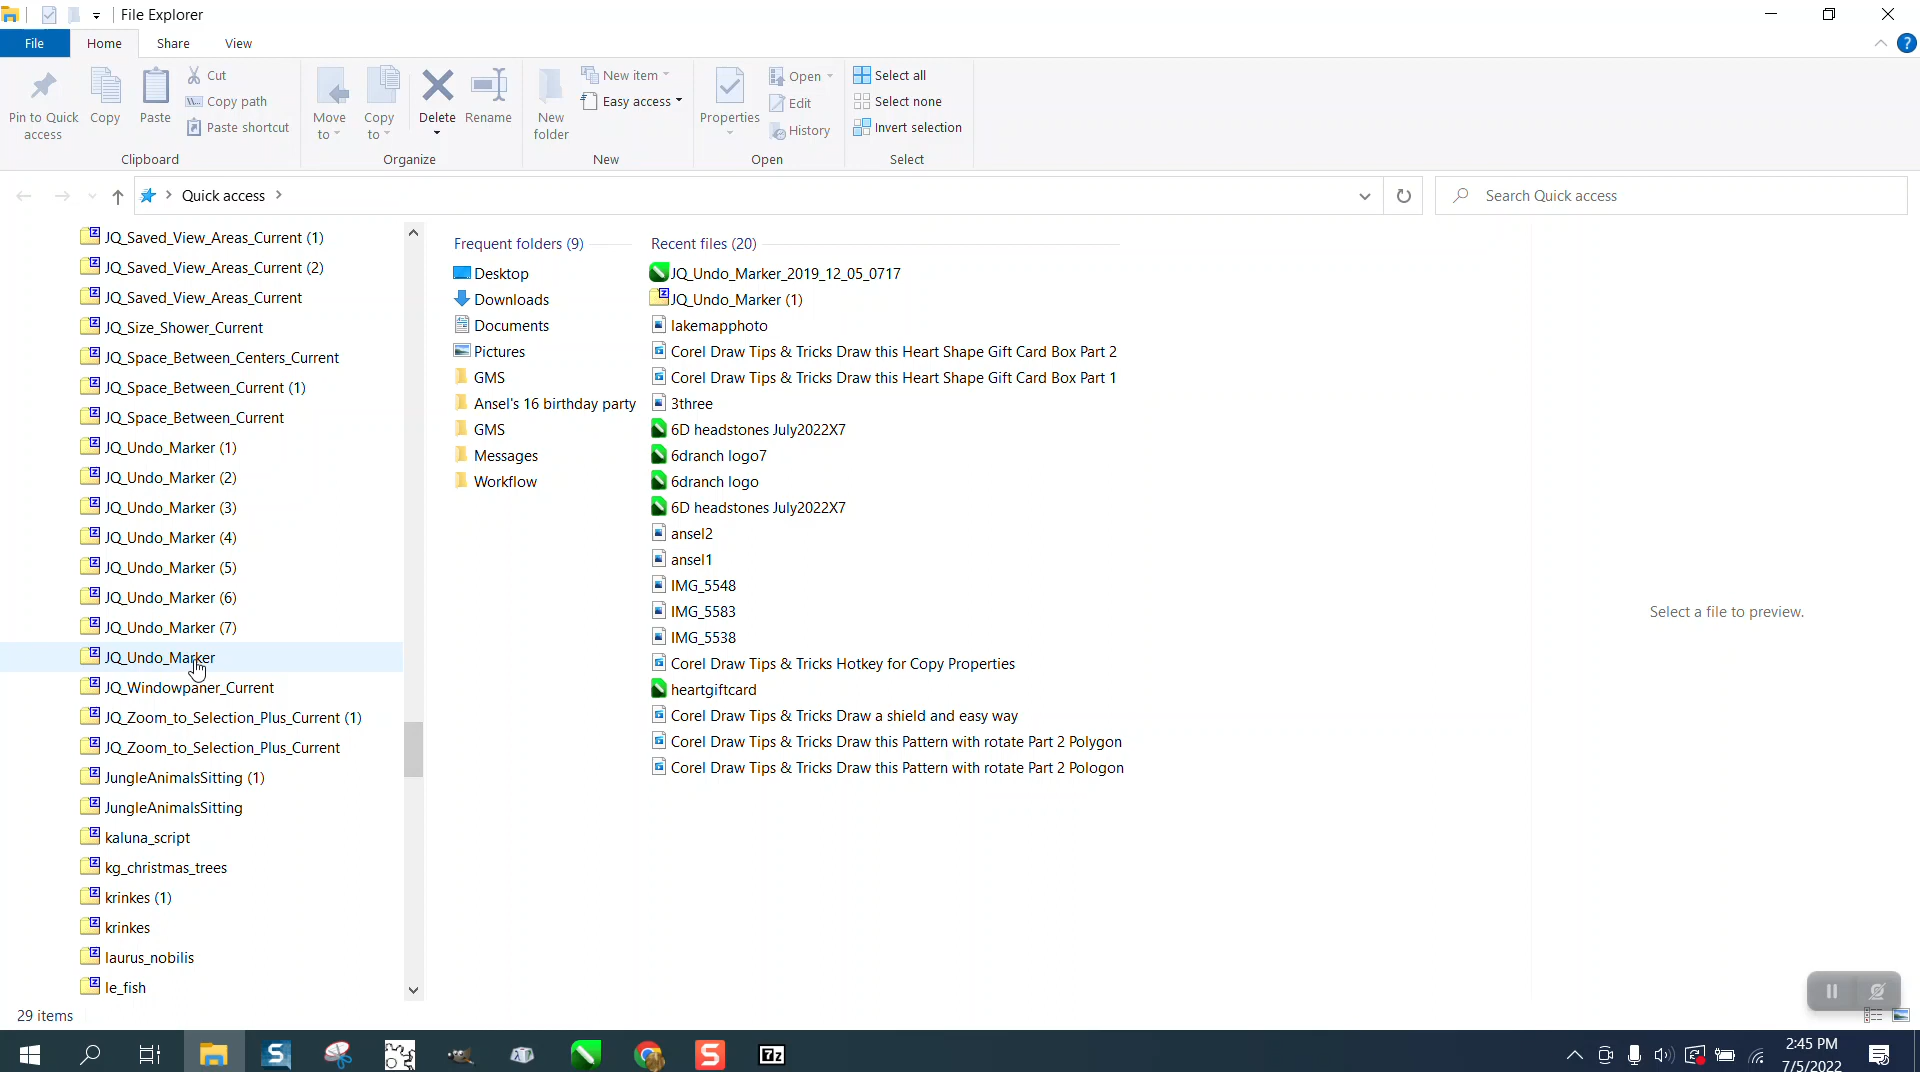 File Explorer
File
Home
Share
View
Pin to Quick
access
Copy
Paste
Cut
Copy path
Paste shortcut
Clipboard
Move
to
Copy
to
Delete
Rename
Organize
New
folder
New item
Easy access
New
Properties
Open
Edit
History
Open
Select all
Select none
Invert selection
Select
Quick access
Search Quick access
JQ_Saved_View_Areas_Current (1)
JQ_Saved_View_Areas_Current (2)
JQ_Saved_View_Areas_Current
JQ_Size_Shower_Current
JQ_Space_Between_Centers_Current
JQ_Space_Between_Current (1)
JQ_Space_Between_Current
JQ_Undo_Marker (1)
JQ_Undo_Marker (2)
JQ_Undo_Marker (3)
JQ_Undo_Marker (4)
JQ_Undo_Marker (5)
JQ_Undo_Marker (6)
JQ_Undo_Marker (7)
JQ_Undo_Marker
JQ_Windowpaner_Current
JQ_Zoom_to_Selection_Plus_Current (1)
JQ_Zoom_to_Selection_Plus_Current
JungleAnimalsSitting (1)
JungleAnimalsSitting
kaluna_script
kg_christmas_trees
krinkes (1)
krinkes
laurus_nobilis
le_fish
Frequent folders (9)
Desktop
Downloads
Documents
Pictures
GMS
Ansel's 16 birthday party
GMS
Messages
Workflow
Recent files (20)
JQ_Undo_Marker_2019_12_05_0717
JQ_Undo_Marker (1)
lakemapphoto
Corel Draw Tips & Tricks Draw this Heart Shape Gift Card Box Part 2
Corel Draw Tips & Tricks Draw this Heart Shape Gift Card Box Part 1
3three
6D headstones July2022X7
6dranch logo7
6dranch logo
6D headstones July2022X7
ansel2
ansel1
IMG_5548
IMG_5583
IMG_5538
Corel Draw Tips & Tricks Hotkey for Copy Properties
heartgiftcard
Corel Draw Tips & Tricks Draw a shield and easy way
Corel Draw Tips & Tricks Draw this Pattern with rotate Part 2 Polygon
Corel Draw Tips & Tricks Draw this Pattern with rotate Part 2 Pologon
Select a file to preview.
29 items
7z
2:45 PM
7/5/2022